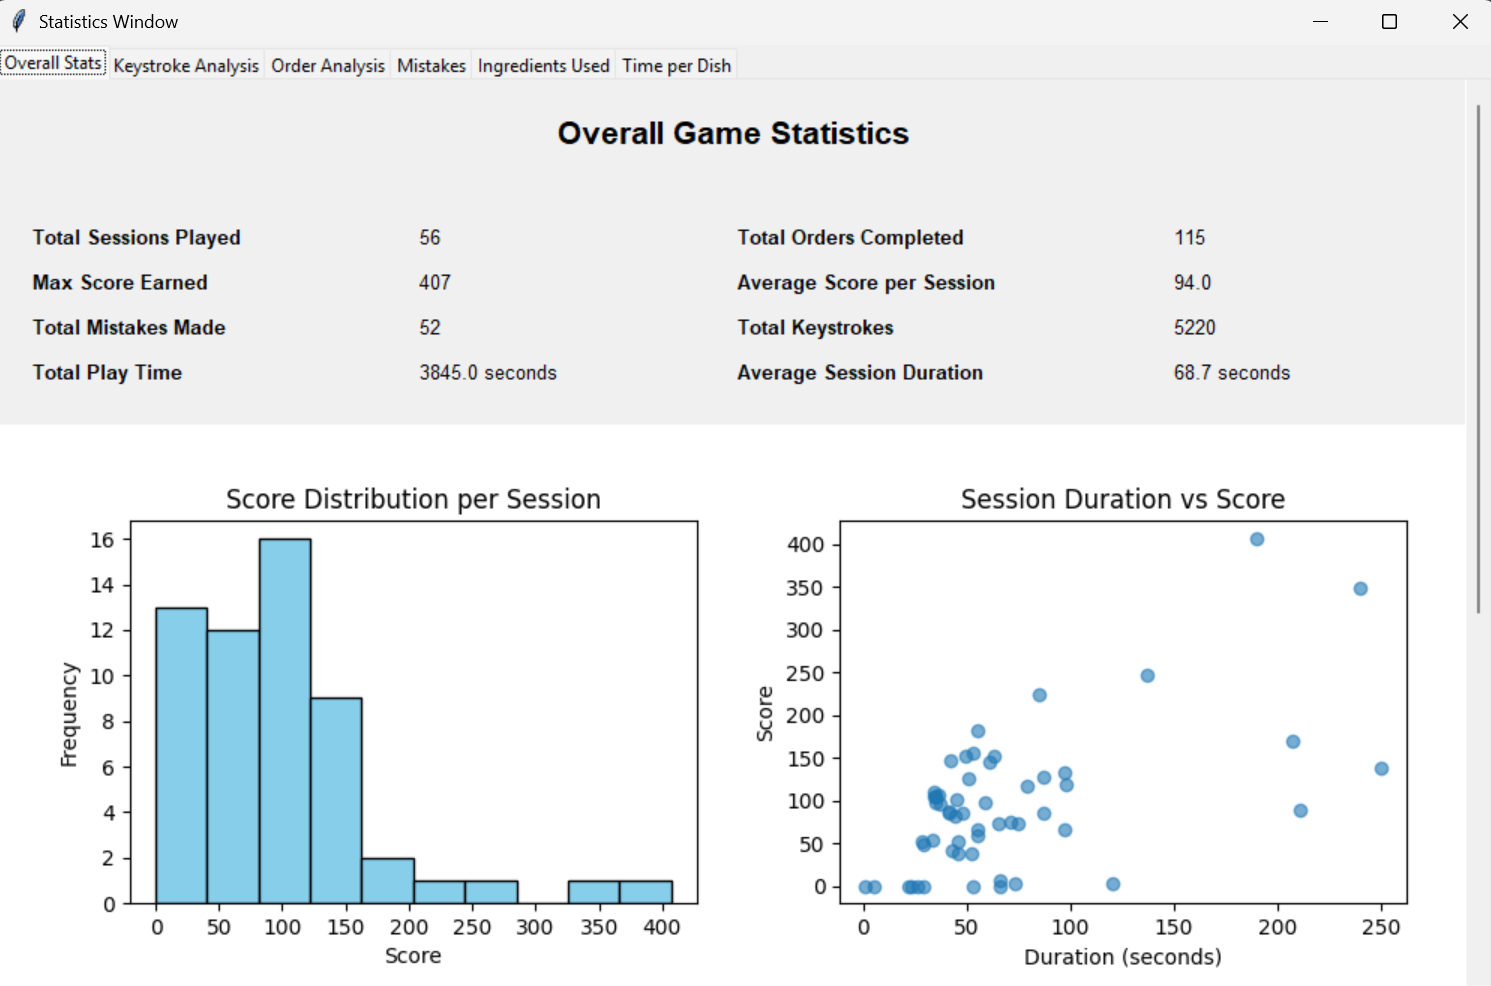 Statistics Window
Overall Stats Keystroke Analysis Order Analysis Mistakes Ingredients Used Time per Dish
Overall Game Statistics
Total Sessions Played 56 Total Orders Completed 115
Max Score Earned 407 Average Score per Session 94.0
Total Mistakes Made 52 Total Keystrokes 5220
Total Play Time 3845.0 seconds Average Session Duration 68.7 seconds
Score Distribution per Session
16
14
12
10
8
6
4
2
0
Frequency
0 50 100 150 200 250 300 350 400
Score
Session Duration vs Score
400
350
300
250
200
150
100
50
0
Score
0 50 100 150 200 250
Duration (seconds)